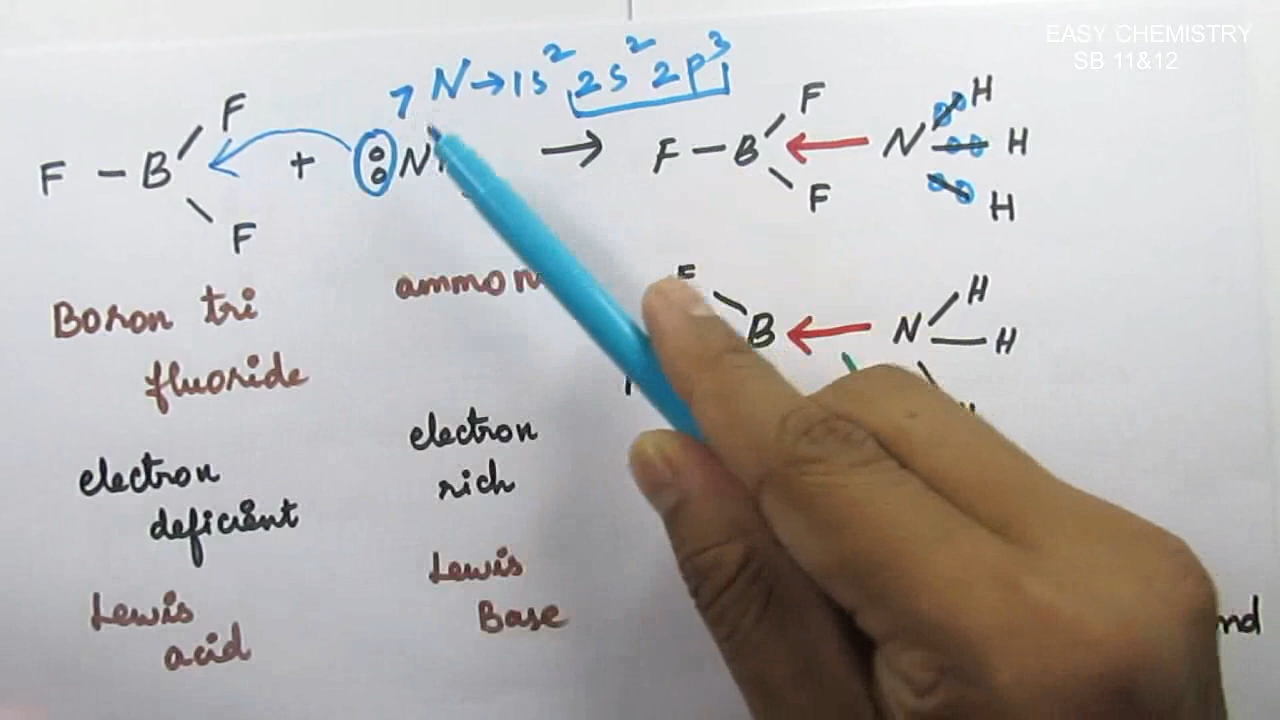 EASY CHEMISTRY
SB 11&12
7 N → 1s² 2s² 2p³
F
F – B
F
+
N
→
F
F – B ← N
F
H
H
H
Boron tri
fluoride
ammon
F
B ← N
H
H
electron
deficient
electron
rich
Lewis
acid
Lewis
Base
nd